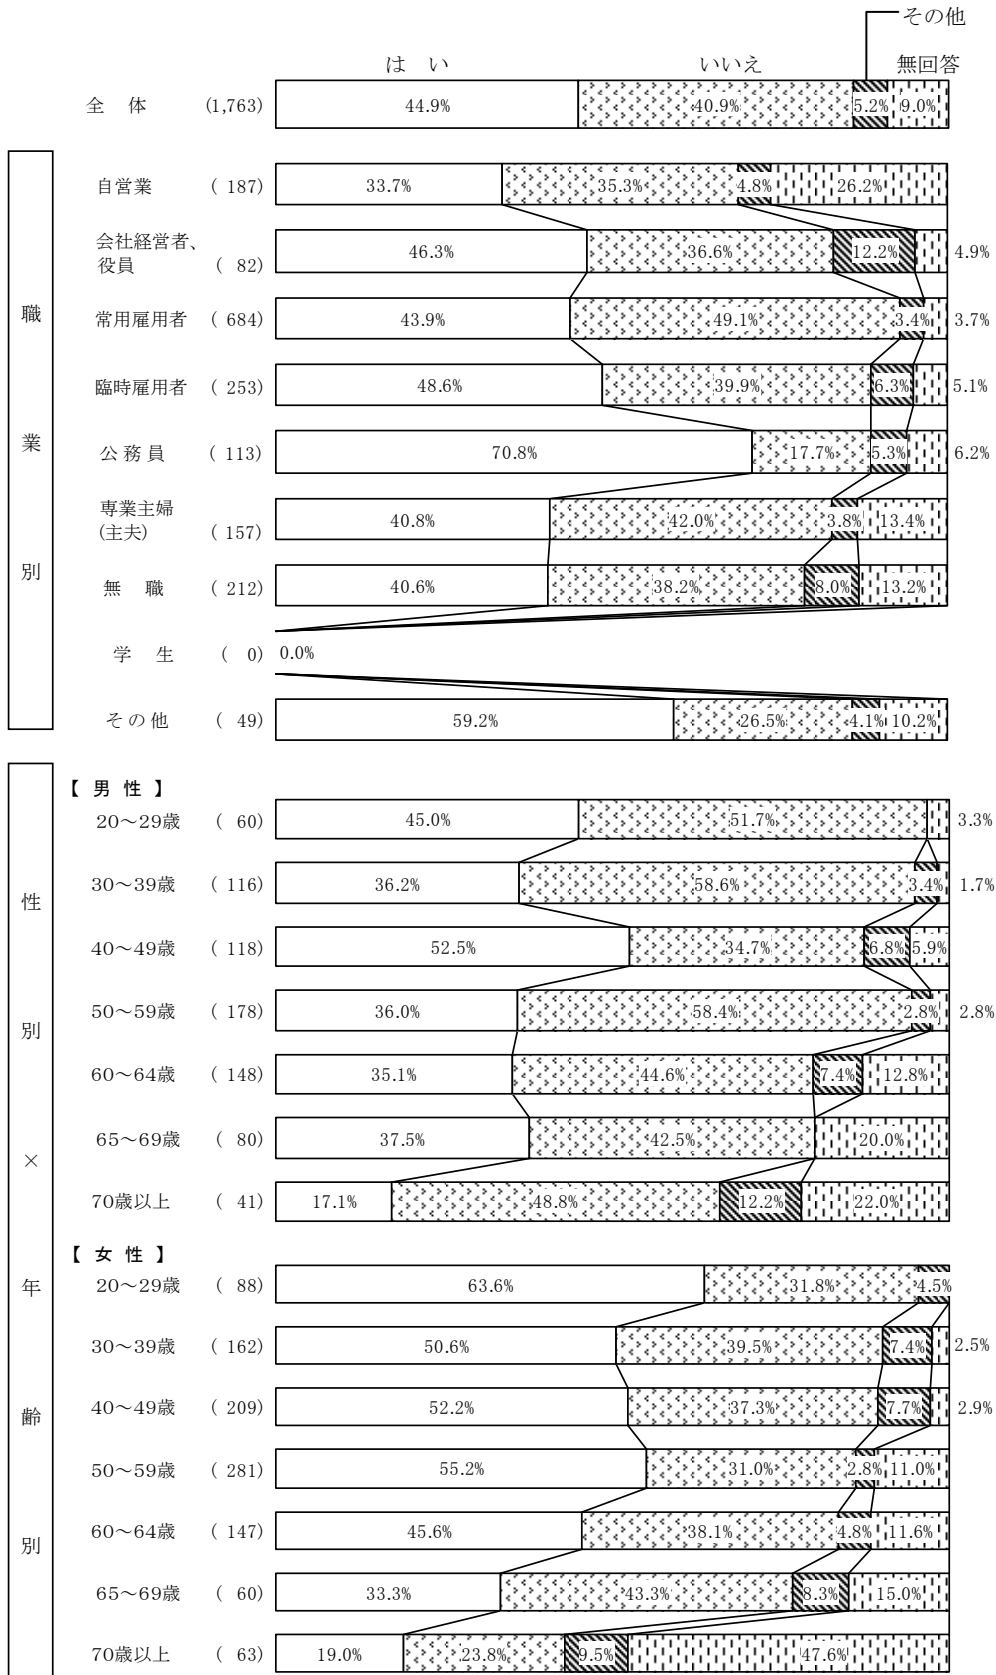 その他
は い いいえ 無回答
全 体 (1,763) 44.9% 40.9% 5.2% 9.0%
職業別
自営業 ( 187) 33.7% 35.3% 4.8% 26.2%
会社経営者、
役員 ( 82) 46.3% 36.6% 12.2% 4.9%
常用雇用者 ( 684) 43.9% 49.1% 3.4% 3.7%
臨時雇用者 ( 253) 48.6% 39.9% 6.3% 5.1%
公務員 ( 113) 70.8% 17.7% 5.3% 6.2%
専業主婦
(主夫) ( 157) 40.8% 42.0% 3.8% 13.4%
無 職 ( 212) 40.6% 38.2% 8.0% 13.2%
学 生 ( 0) 0.0%
その他 ( 49) 59.2% 26.5% 4.1% 10.2%
性別×年齢別
【 男 性 】
20～29歳 ( 60) 45.0% 51.7% 3.3%
30～39歳 ( 116) 36.2% 58.6% 3.4% 1.7%
40～49歳 ( 118) 52.5% 34.7% 6.8% 5.9%
50～59歳 ( 178) 36.0% 58.4% 2.8% 2.8%
60～64歳 ( 148) 35.1% 44.6% 7.4% 12.8%
65～69歳 ( 80) 37.5% 42.5% 20.0%
70歳以上 ( 41) 17.1% 48.8% 12.2% 22.0%
【 女 性 】
20～29歳 ( 88) 63.6% 31.8% 4.5%
30～39歳 ( 162) 50.6% 39.5% 7.4% 2.5%
40～49歳 ( 209) 52.2% 37.3% 7.7% 2.9%
50～59歳 ( 281) 55.2% 31.0% 2.8% 11.0%
60～64歳 ( 147) 45.6% 38.1% 4.8% 11.6%
65～69歳 ( 60) 33.3% 43.3% 8.3% 15.0%
70歳以上 ( 63) 19.0% 23.8% 9.5% 47.6%